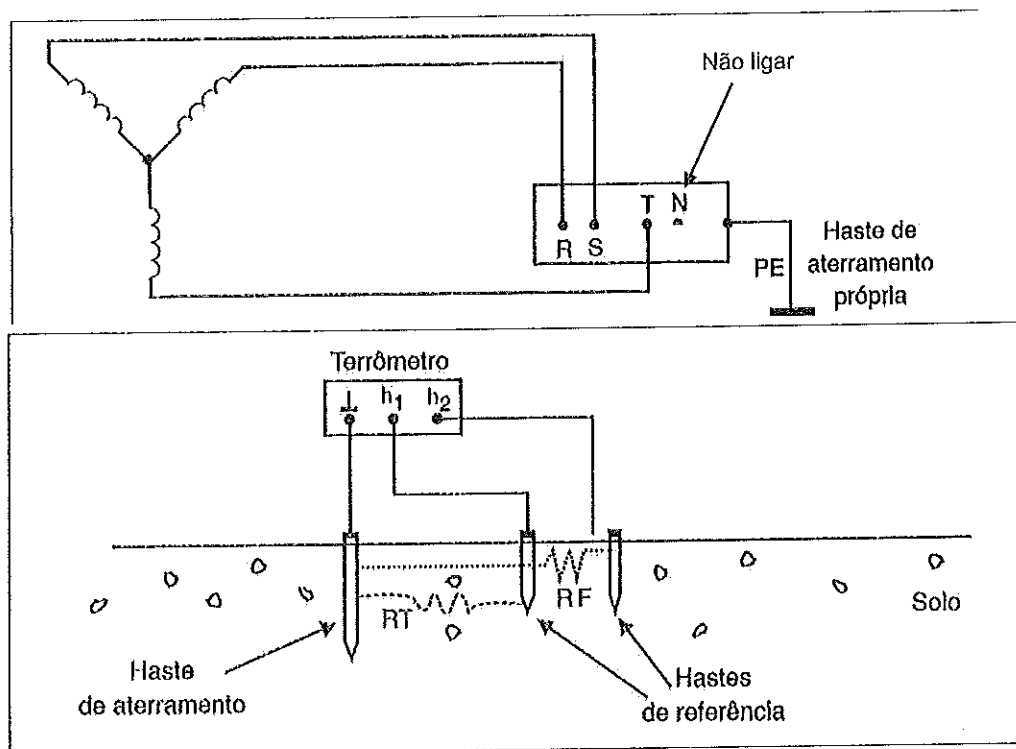 Não ligar
T N
R S
PE
Haste de
aterramento
própria
Terrômetro
h1 h2
RT
RF
Solo
Haste
de aterramento
Hastes
de referência